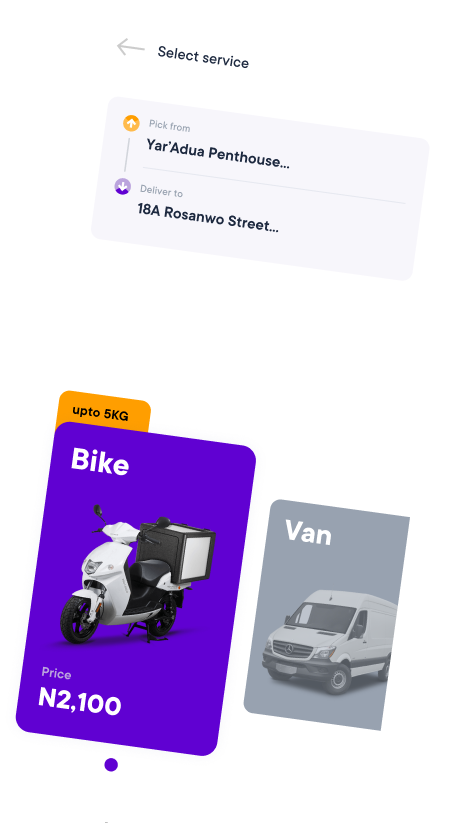 Select service
Pick from
Yar'Adua Penthouse...
Deliver to
18A Rosanwo Street...
upto 5KG
Bike
Van
Price
N2,100